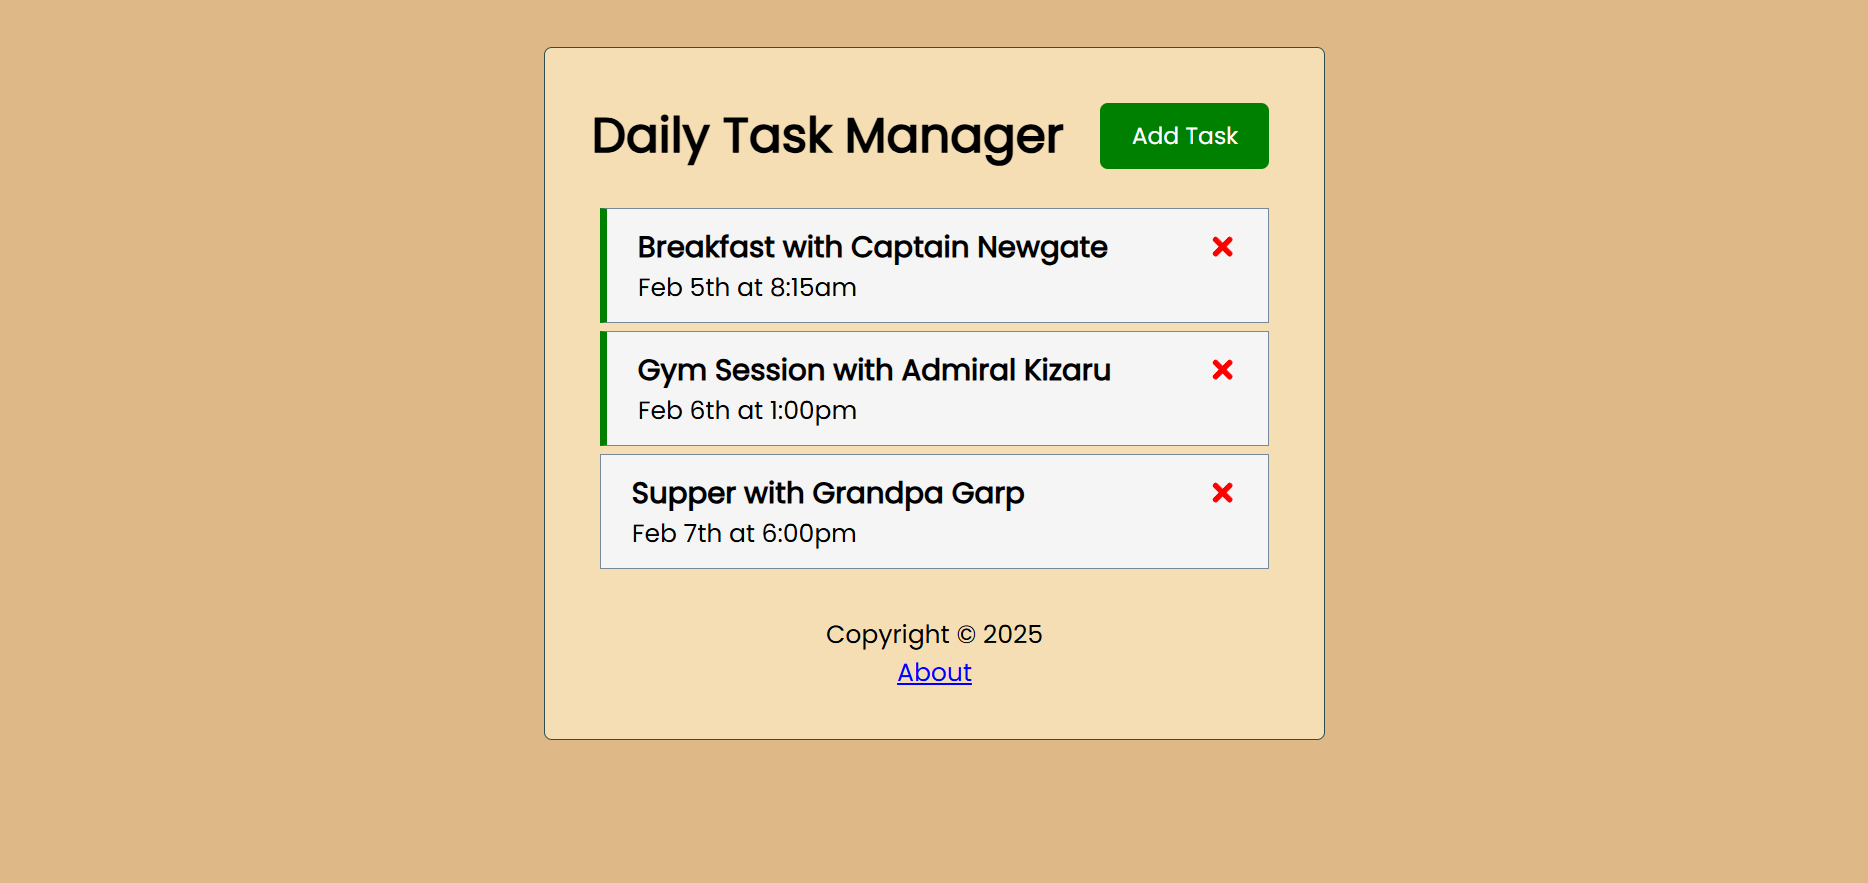 Daily Task Manager
Add Task
Breakfast with Captain Newgate
Feb 5th at 8:15am
Gym Session with Admiral Kizaru
Feb 6th at 1:00pm
Supper with Grandpa Garp
Feb 7th at 6:00pm
Copyright © 2025
About